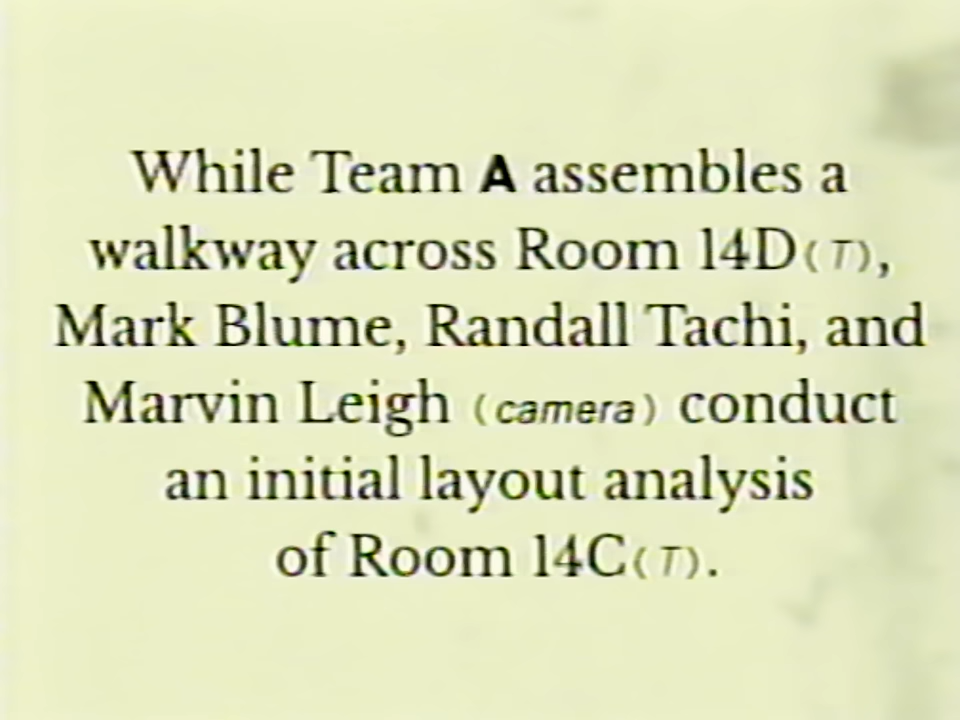 While Team A assembles a
walkway across Room 14D(T),
Mark Blume, Randall Tachi, and
Marvin Leigh (camera) conduct
an initial layout analysis
of Room 14C(T).